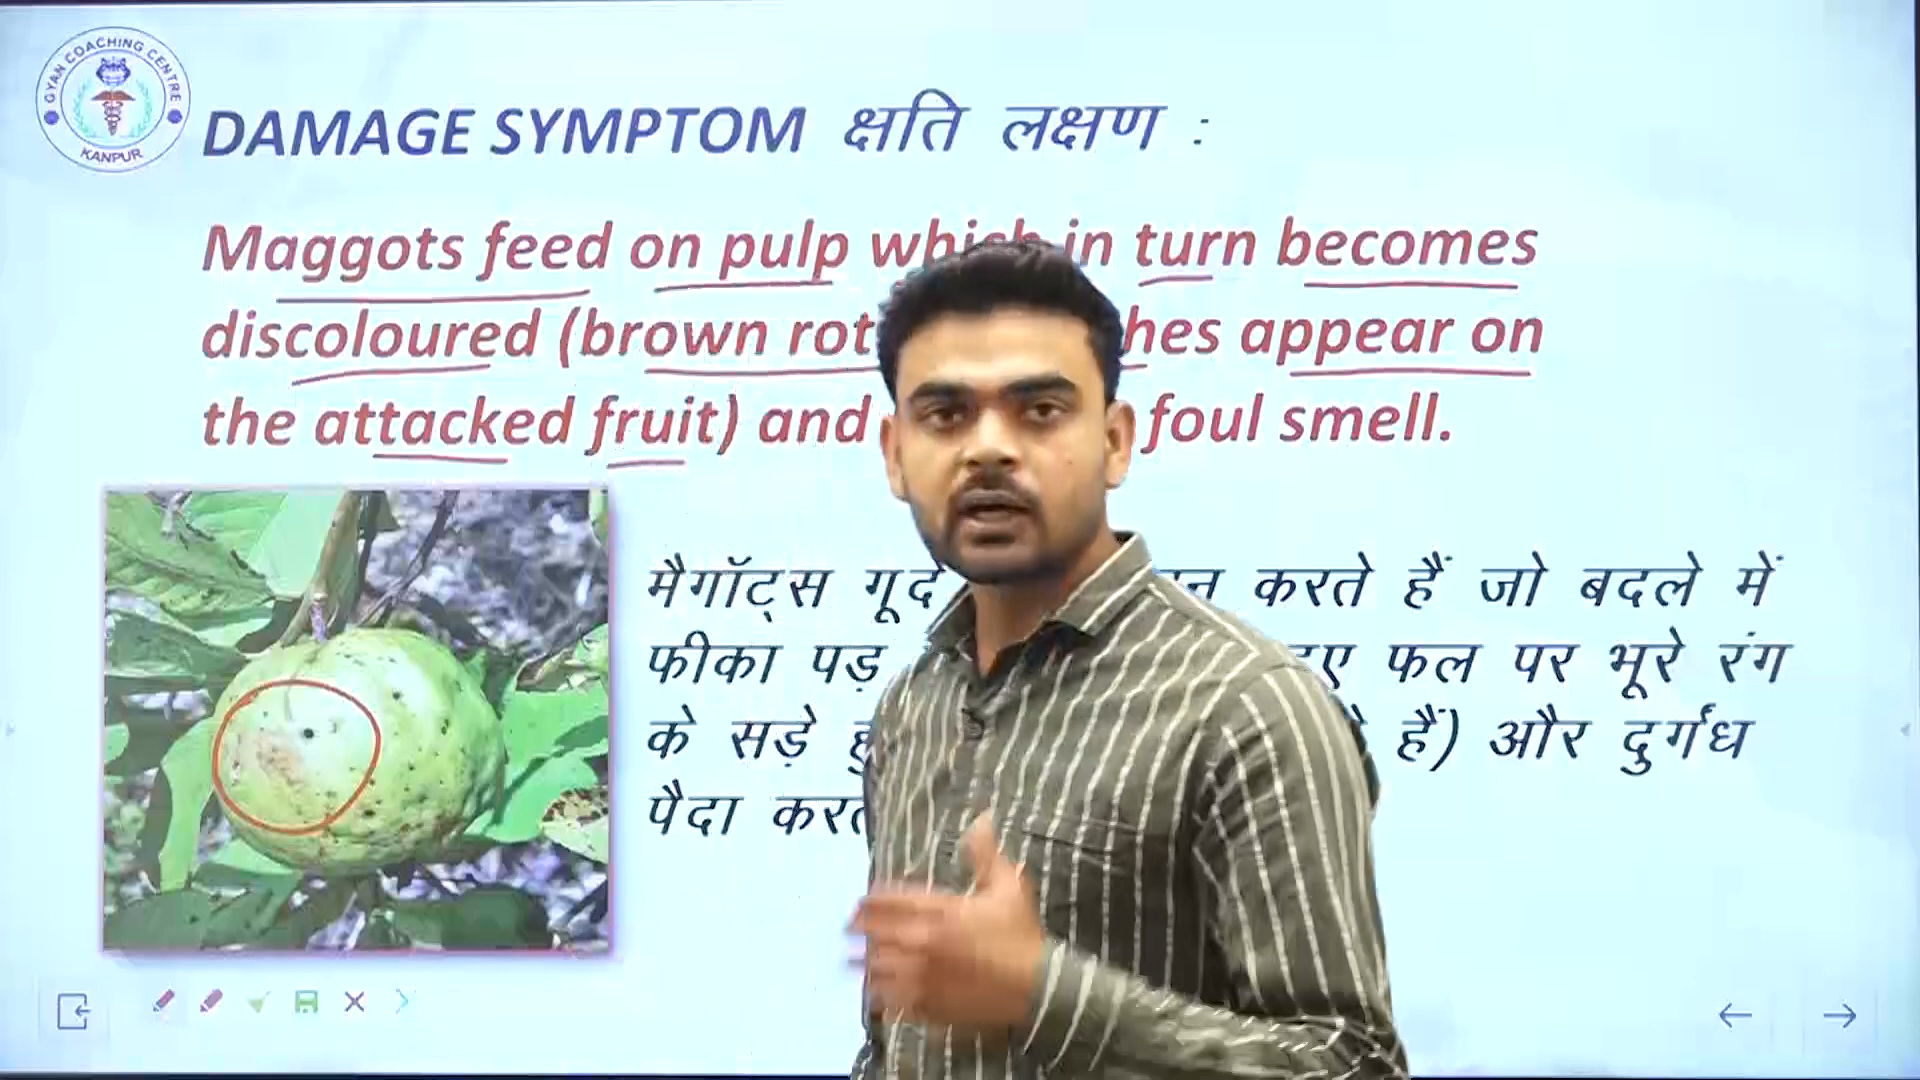 GYAN COACHING CENTRE
KANPUR
DAMAGE SYMPTOM क्षति लक्षण :
Maggots feed on pulp which in turn becomes
discoloured (brown hes appear on
the attacked fruit) and foul smell.
मैगॉट्स गूदे करते हैं जो बदले में
फीका पड़ फल पर भूरे रंग
के सड़े हैं) और दुर्गंध
पैदा